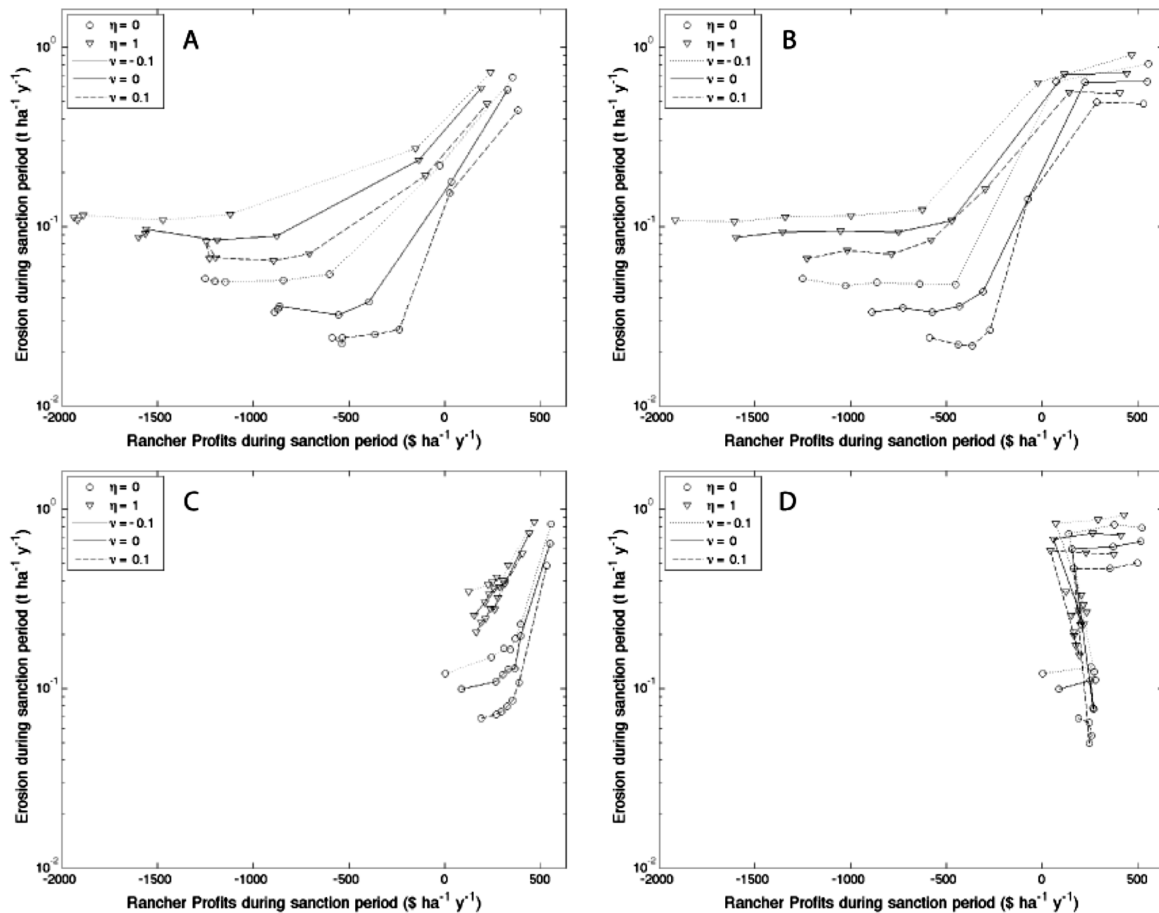 A
η = 0
η = 1
ν = -0.1
ν = 0
ν = 0.1
Erosion during sanction period (t ha⁻¹ y⁻¹)
10⁰
10⁻¹
10⁻²
-2000 -1500 -1000 -500 0 500
Rancher Profits during sanction period ($ ha⁻¹ y⁻¹)
B
η = 0
η = 1
ν = -0.1
ν = 0
ν = 0.1
Erosion during sanction period (t ha⁻¹ y⁻¹)
10⁰
10⁻¹
10⁻²
-2000 -1500 -1000 -500 0 500
Rancher Profits during sanction period ($ ha⁻¹ y⁻¹)
C
η = 0
η = 1
ν = -0.1
ν = 0
ν = 0.1
Erosion during sanction period (t ha⁻¹ y⁻¹)
10⁰
10⁻¹
10⁻²
-2000 -1500 -1000 -500 0 500
Rancher Profits during sanction period ($ ha⁻¹ y⁻¹)
D
η = 0
η = 1
ν = -0.1
ν = 0
ν = 0.1
Erosion during sanction period (t ha⁻¹ y⁻¹)
10⁰
10⁻¹
10⁻²
-2000 -1500 -1000 -500 0 500
Rancher Profits during sanction period ($ ha⁻¹ y⁻¹)